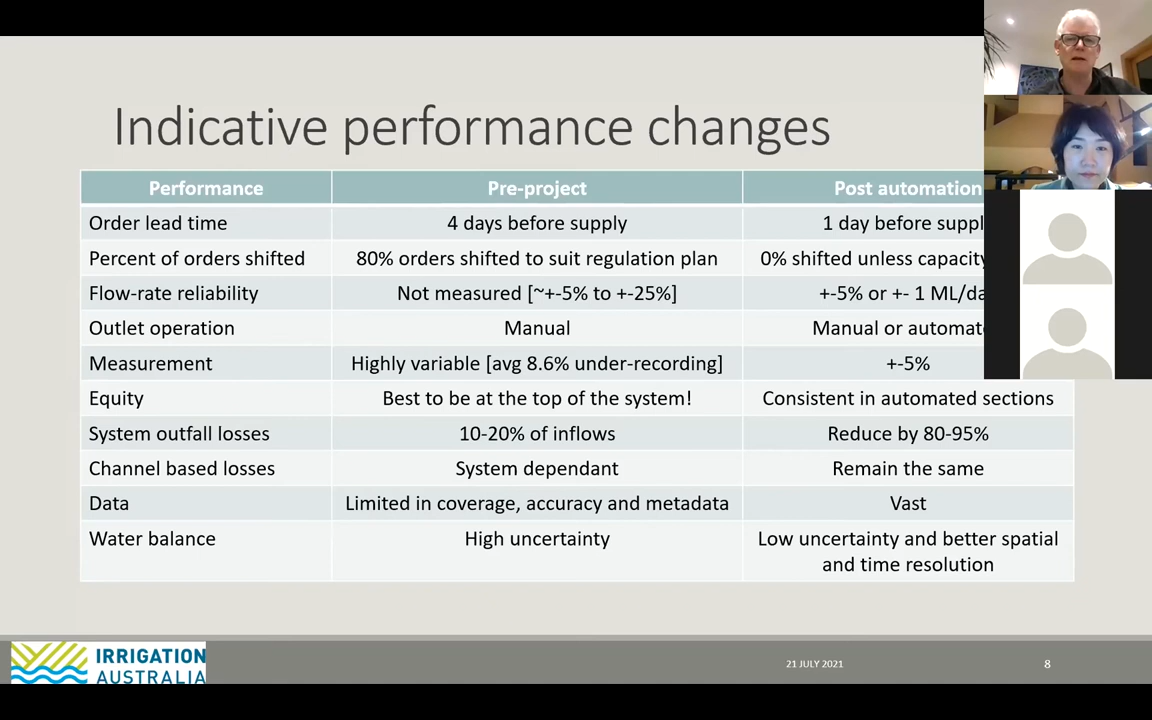 Indicative performance changes
Performance Pre-project Post automation
Order lead time 4 days before supply 1 day before
Percent of orders shifted 80% orders shifted to suit regulation plan 0% shifted unless capacity
Flow-rate reliability Not measured [~+-5% to +-25%] +-5% or +- 1
Outlet operation Manual Manual or
Measurement Highly variable [avg 8.6% under-recording] +-5%
Equity Best to be at the top of the system! Consistent in automated sections
System outfall losses 10-20% of inflows Reduce by 80-95%
Channel based losses System dependant Remain the same
Data Limited in coverage, accuracy and metadata Vast
Water balance High uncertainty Low uncertainty and better spatial
and time resolution
IRRIGATION
AUSTRALIA
21 JULY 2021 8